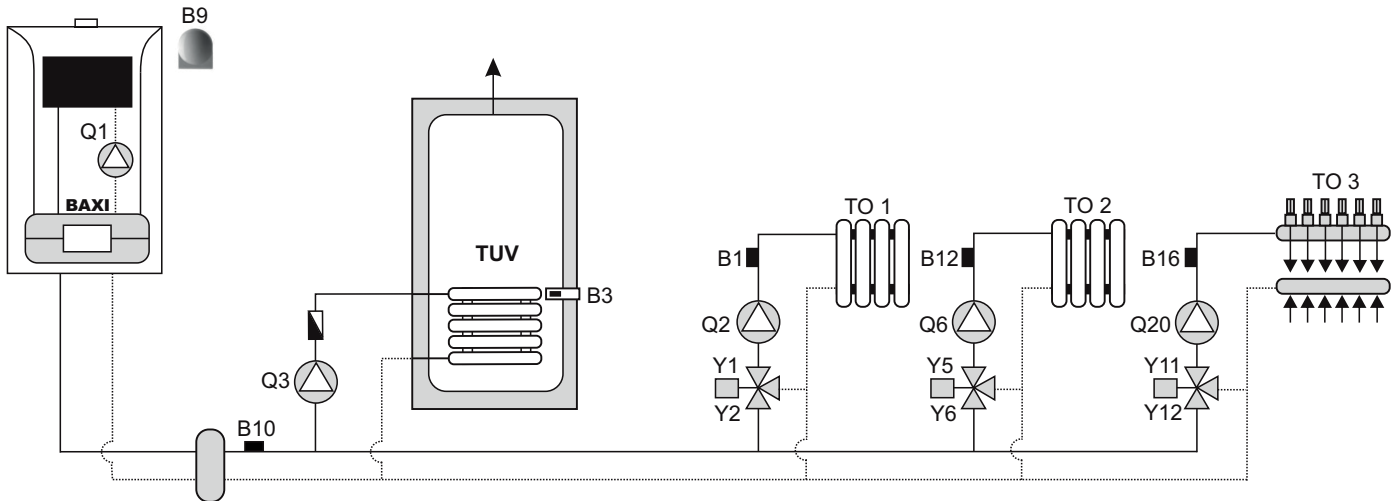 B9
Q1
BAXI
TUV
B3
Q3
B10
TO 1
B1
Q2
Y1
Y2
TO 2
B12
Q6
Y5
Y6
TO 3
B16
Q20
Y11
Y12